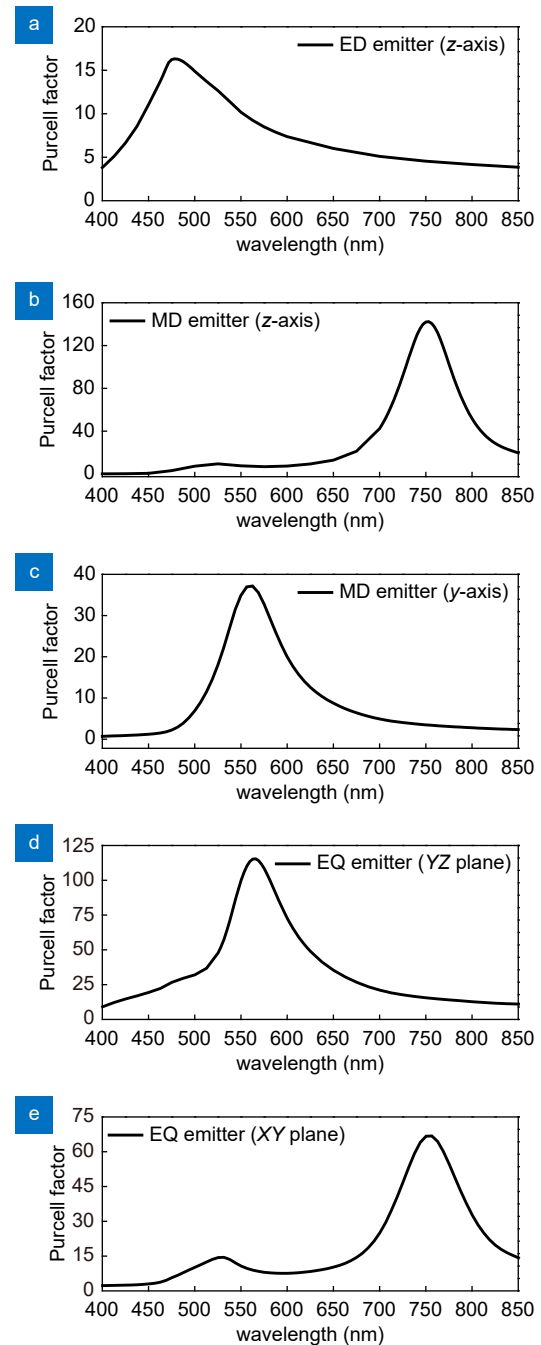 a
20
15
10
5
0
Purcell factor
ED emitter (z-axis)
400 450 500 550 600 650 700 750 800 850
wavelength (nm)
b
160
120
80
40
0
Purcell factor
MD emitter (z-axis)
400 450 500 550 600 650 700 750 800 850
wavelength (nm)
c
40
30
20
10
0
Purcell factor
MD emitter (y-axis)
400 450 500 550 600 650 700 750 800 850
wavelength (nm)
d
125
100
75
50
25
0
Purcell factor
EQ emitter (YZ plane)
400 450 500 550 600 650 700 750 800 850
wavelength (nm)
e
75
60
45
30
15
0
Purcell factor
EQ emitter (XY plane)
400 450 500 550 600 650 700 750 800 850
wavelength (nm)